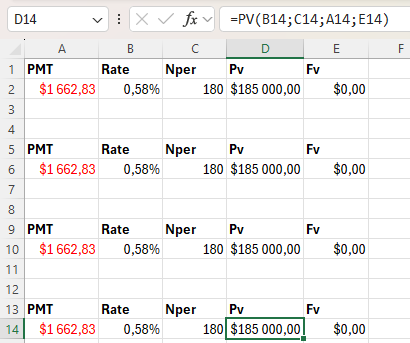 D14 fx =PV(B14;C14;A14;E14)
A B C D E F
1 PMT Rate Nper Pv Fv
2 $1 662,83 0,58% 180 $185 000,00 $0,00
3
4
5 PMT Rate Nper Pv Fv
6 $1 662,83 0,58% 180 $185 000,00 $0,00
7
8
9 PMT Rate Nper Pv Fv
10 $1 662,83 0,58% 180 $185 000,00 $0,00
11
12
13 PMT Rate Nper Pv Fv
14 $1 662,83 0,58% 180 $185 000,00 $0,00